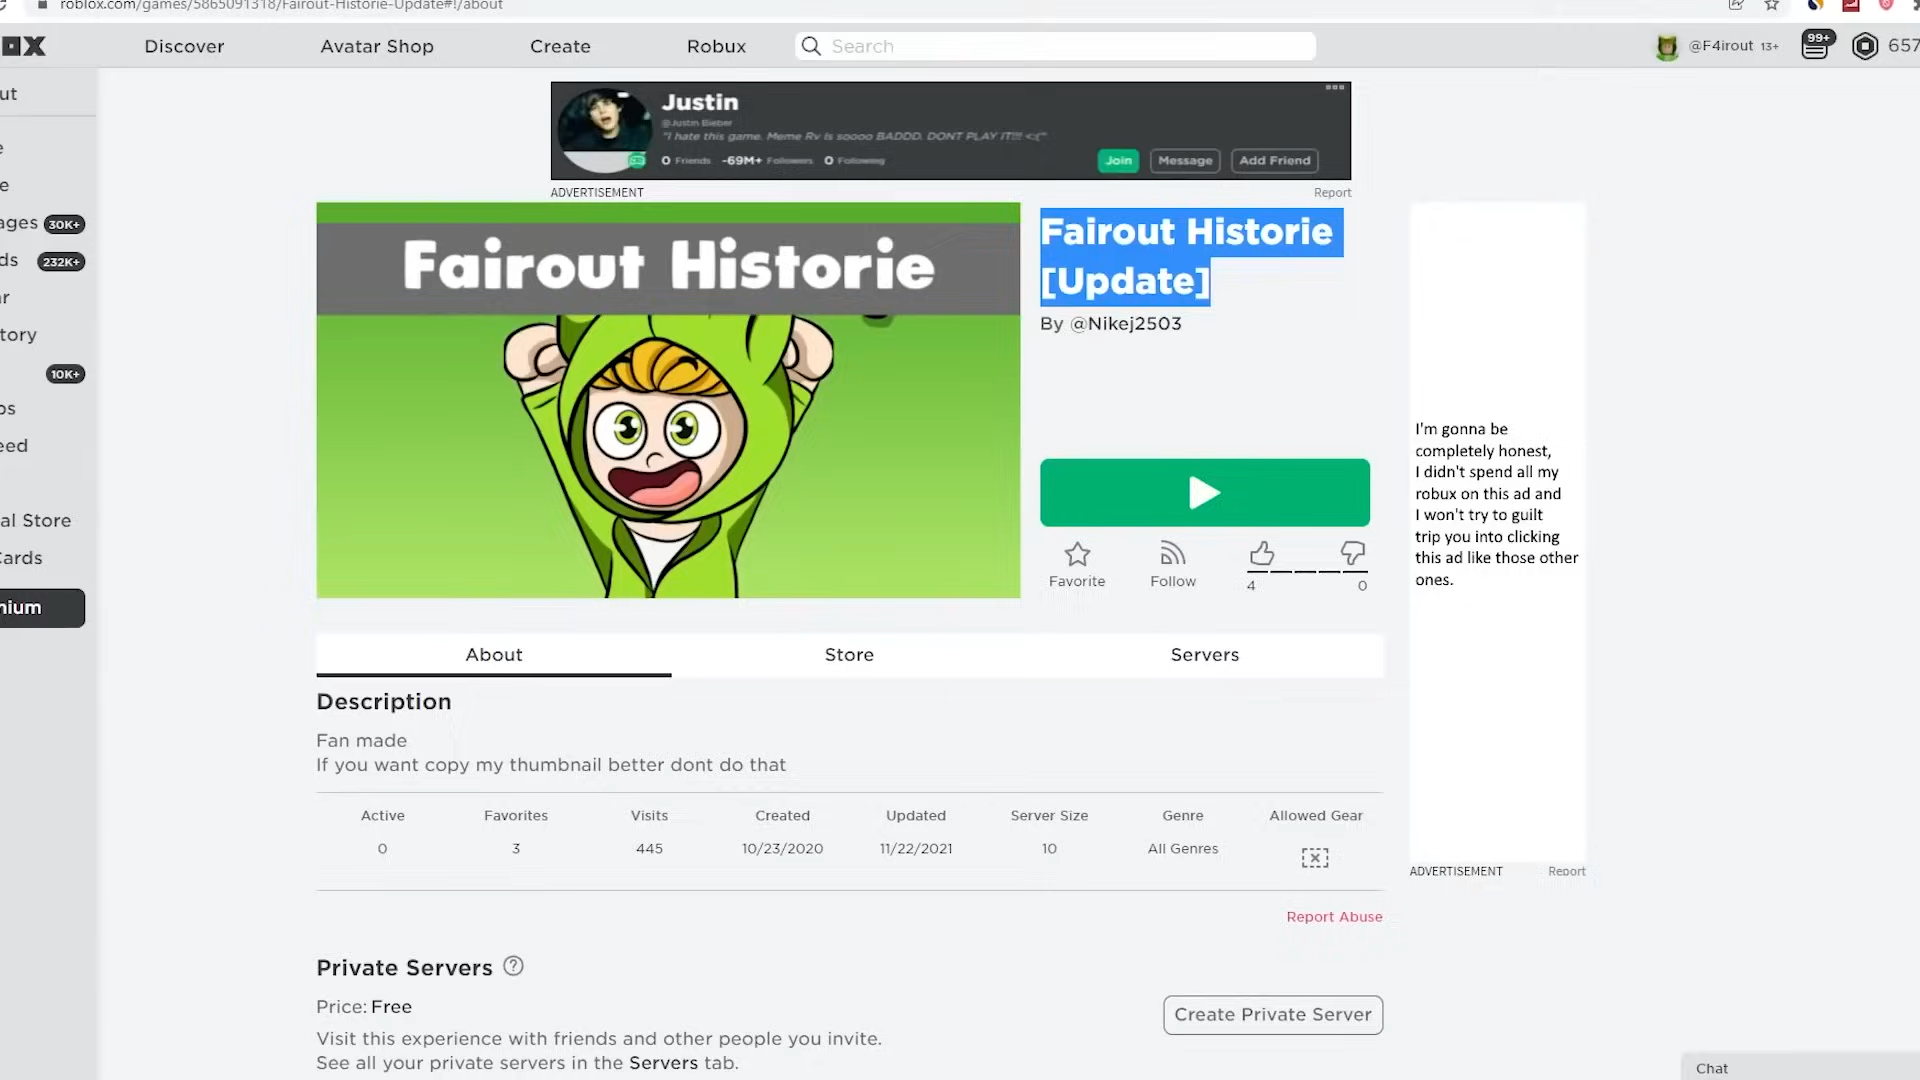 roblox.com/games/5865091318/Fairout-Historie-Update#!/about
OX
Discover
Avatar Shop
Create
Robux
Search
@F4irout 13+
99+
657
ut
e
e
ages 30K+
ds 232K+
r
tory
10K+
os
eed
al Store
Cards
nium
Justin
@Justin Bieber
"I hate this game. Meme Rv is soooo BADDD. DONT PLAY IT!!! <:("
0 Friends -69M+ Followers 0 Following
Join
Message
Add Friend
ADVERTISEMENT
Report
Fairout Historie
Fairout Historie
[Update]
By @Nikej2503
Favorite
Follow
4
0
I'm gonna be
completely honest,
I didn't spend all my
robux on this ad and
I won't try to guilt
trip you into clicking
this ad like those other
ones.
ADVERTISEMENT
Report
About
Store
Servers
Description
Fan made
If you want copy my thumbnail better dont do that
Active Favorites Visits Created Updated Server Size Genre Allowed Gear
0 3 445 10/23/2020 11/22/2021 10 All Genres
Report Abuse
Private Servers ?
Price: Free
Visit this experience with friends and other people you invite.
See all your private servers in the Servers tab.
Create Private Server
Chat